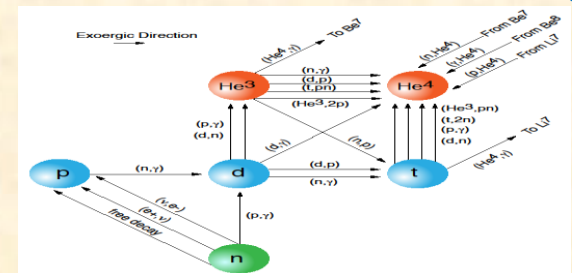 Exoergic Direction
(He⁴,γ)
To Be⁷
(n,He⁴)
From Be⁷
(γ,He⁴)
From Be⁸
(p,He⁴)
From Li⁷
He³
(n,γ)
(d,p)
(t,pn)
(He³,2p)
He⁴
(p,γ)
(d,n)
(d,γ)
(n,p)
(He³,pn)
(t,2n)
(p,γ)
(d,n)
To Li⁷
(He⁴,γ)
p
(n,γ)
d
(d,p)
(n,γ)
t
(ν,e-)
(e+,ν)
free decay
(p,γ)
n